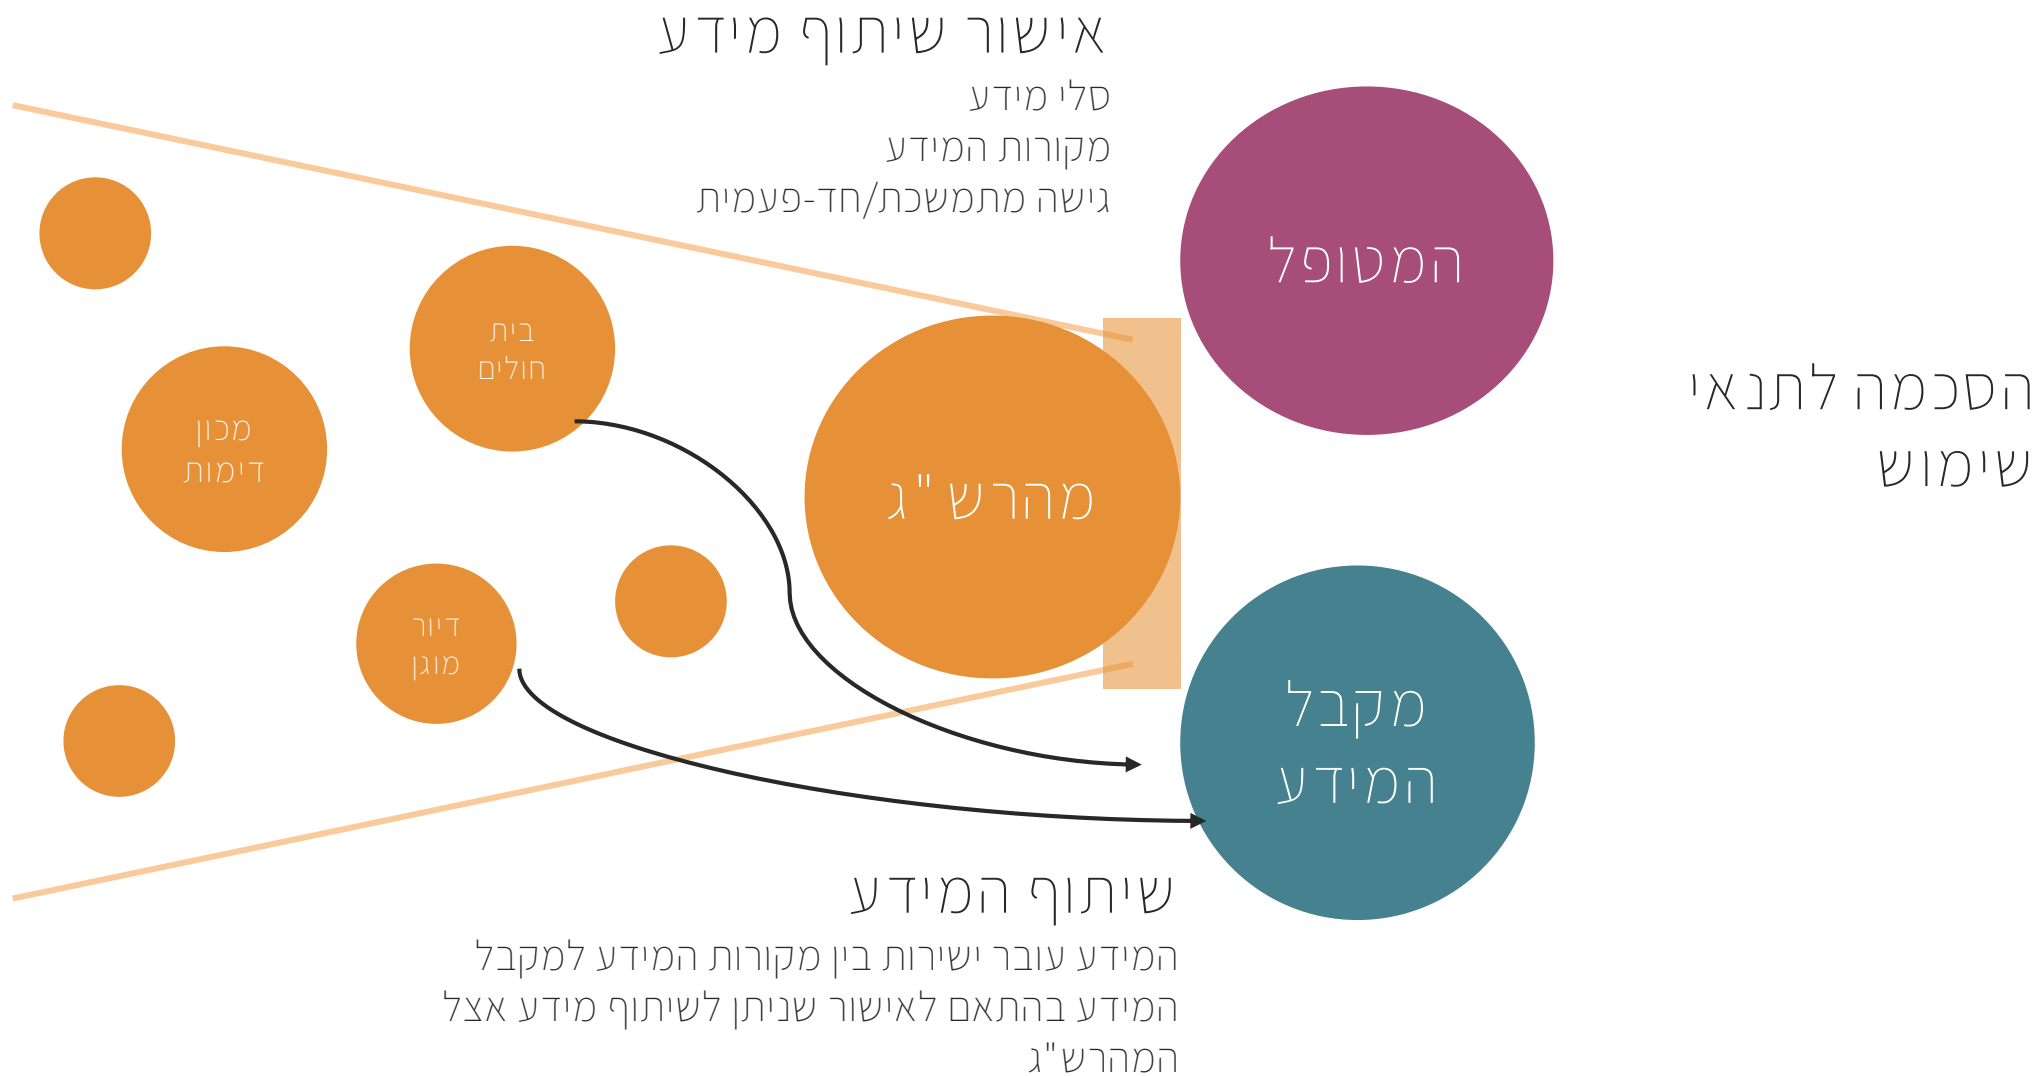 אישור שיתוף מידע
סלי מידע
מקורות המידע
גישה מתמשכת/חד-פעמית
המטופל
הסכמה לתנאי
שימוש
מהרש"ג
בית
חולים
מכון
דימות
דיור
מוגן
מקבל
המידע
שיתוף המידע
המידע עובר ישירות בין מקורות המידע למקבל
המידע בהתאם לאישור שניתן לשיתוף מידע אצל
המהרש"ג